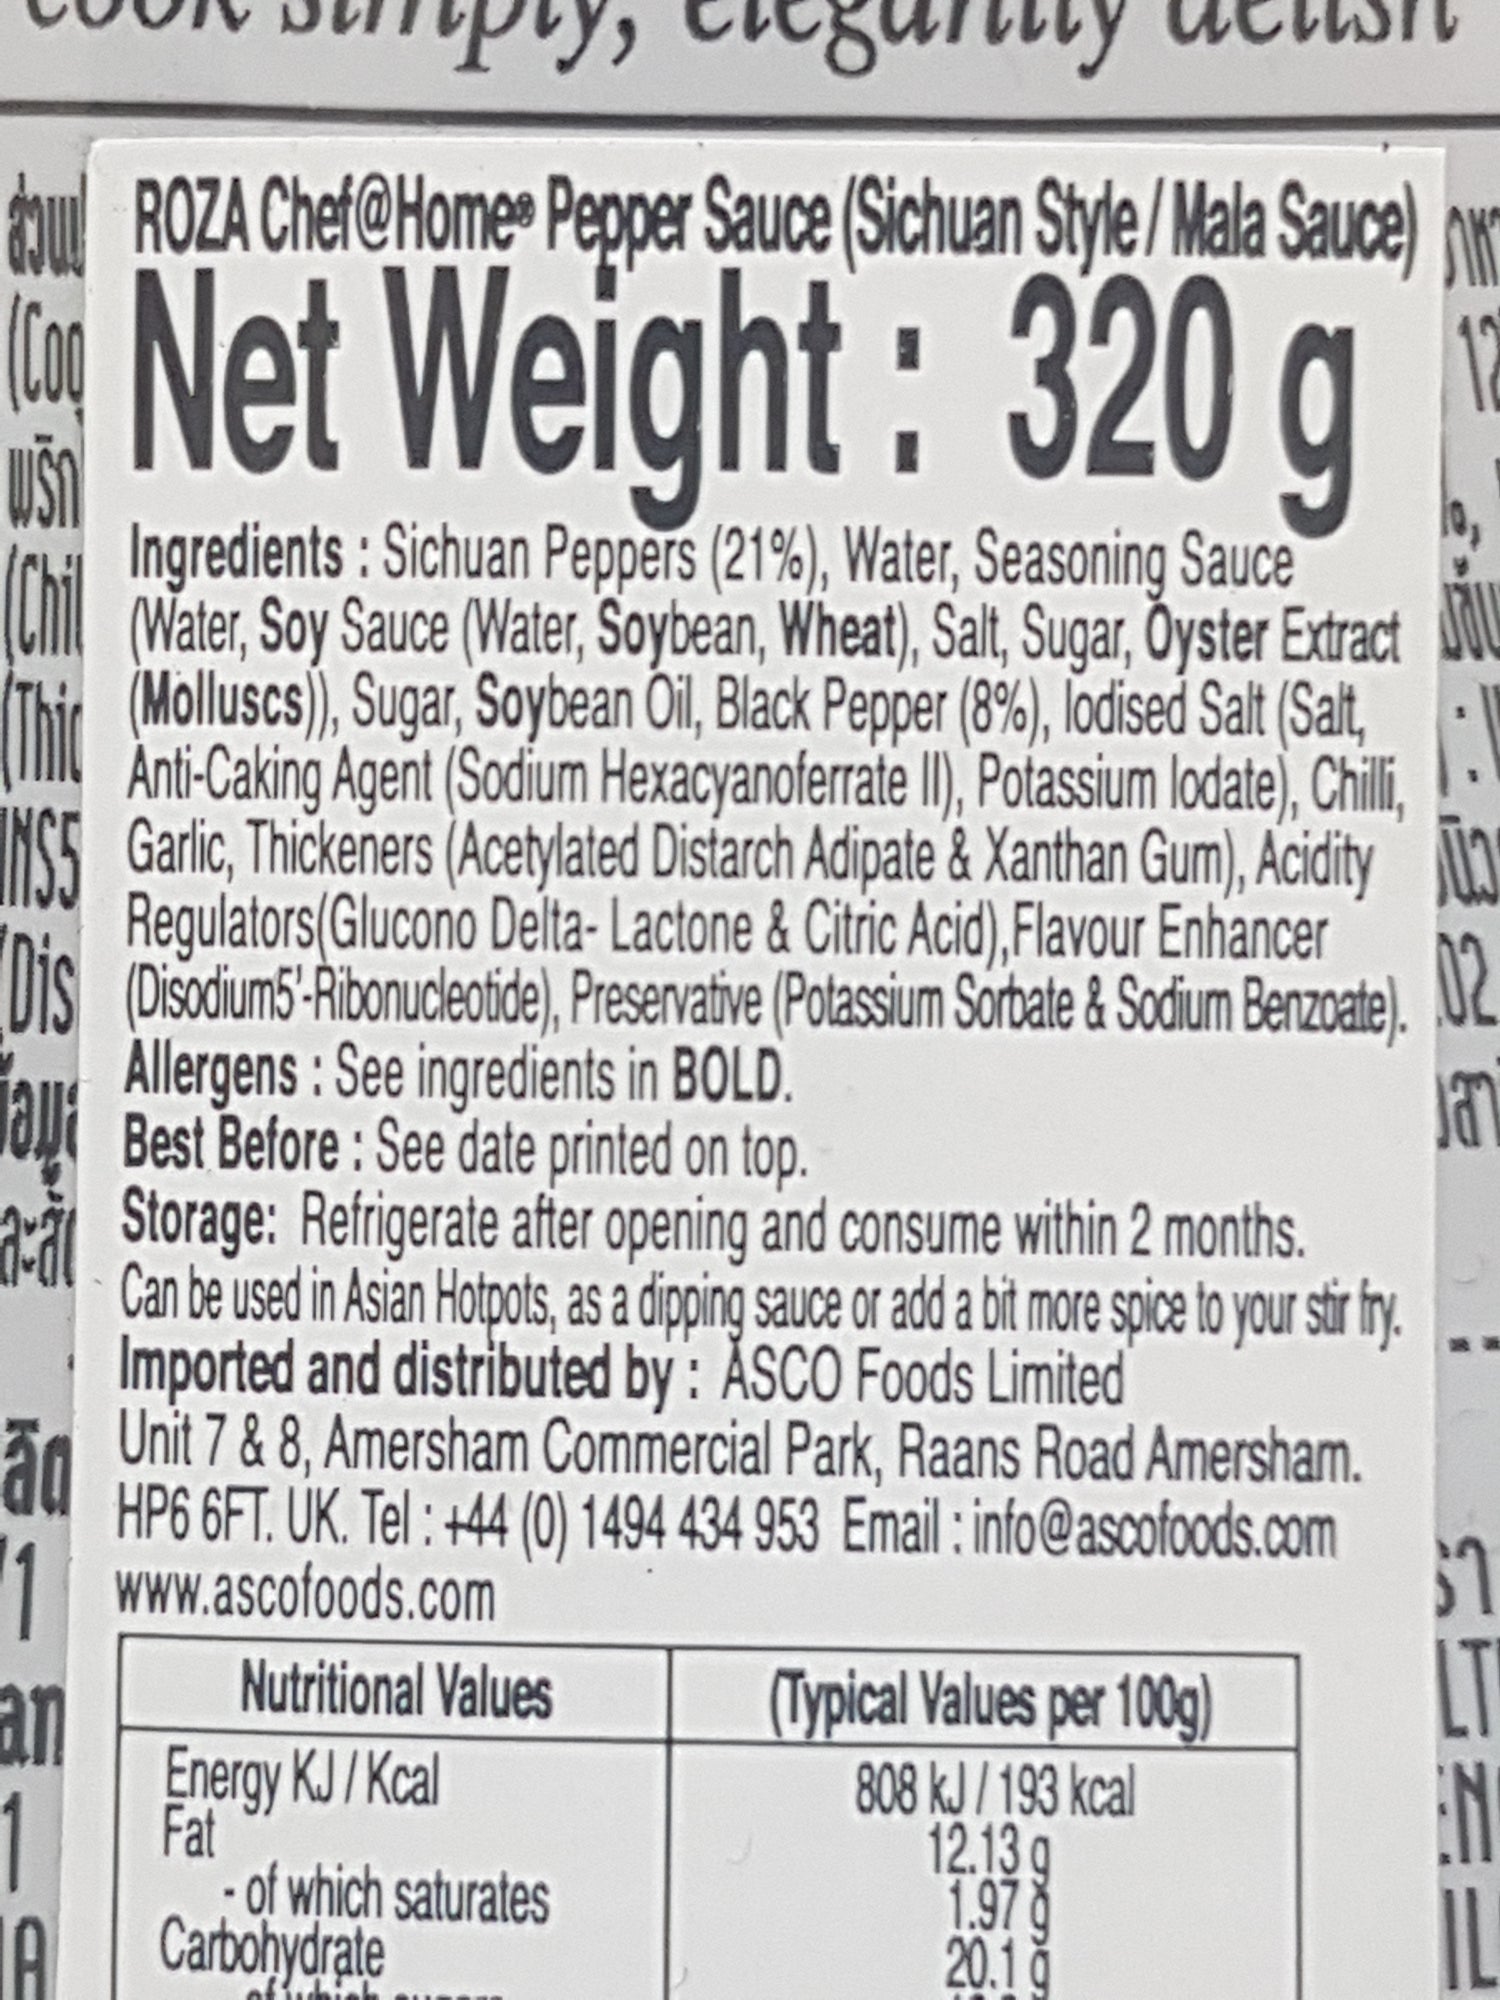 cook simply, elegantly delish
ROZA Chef@Home® Pepper Sauce (Sichuan Style / Mala Sauce)
Net Weight : 320 g
Ingredients : Sichuan Peppers (21%), Water, Seasoning Sauce
(Water, Soy Sauce (Water, Soybean, Wheat), Salt, Sugar, Oyster Extract
(Molluscs)), Sugar, Soybean Oil, Black Pepper (8%), Iodised Salt (Salt,
Anti-Caking Agent (Sodium Hexacyanoferrate II), Potassium Iodate), Chilli,
Garlic, Thickeners (Acetylated Distarch Adipate & Xanthan Gum), Acidity
Regulators(Glucono Delta- Lactone & Citric Acid),Flavour Enhancer
(Disodium5'-Ribonucleotide), Preservative (Potassium Sorbate & Sodium Benzoate).
Allergens : See ingredients in BOLD.
Best Before : See date printed on top.
Storage: Refrigerate after opening and consume within 2 months.
Can be used in Asian Hotpots, as a dipping sauce or add a bit more spice to your stir fry.
Imported and distributed by : ASCO Foods Limited
Unit 7 & 8, Amersham Commercial Park, Raans Road Amersham.
HP6 6FT. UK. Tel : +44 (0) 1494 434 953 Email : info@ascofoods.com
www.ascofoods.com
Nutritional Values (Typical Values per 100g)
Energy KJ / Kcal 808 kJ / 193 kcal
Fat 12.13 g
- of which saturates 1.97 g
Carbohydrate 20.1 g
of which sugars